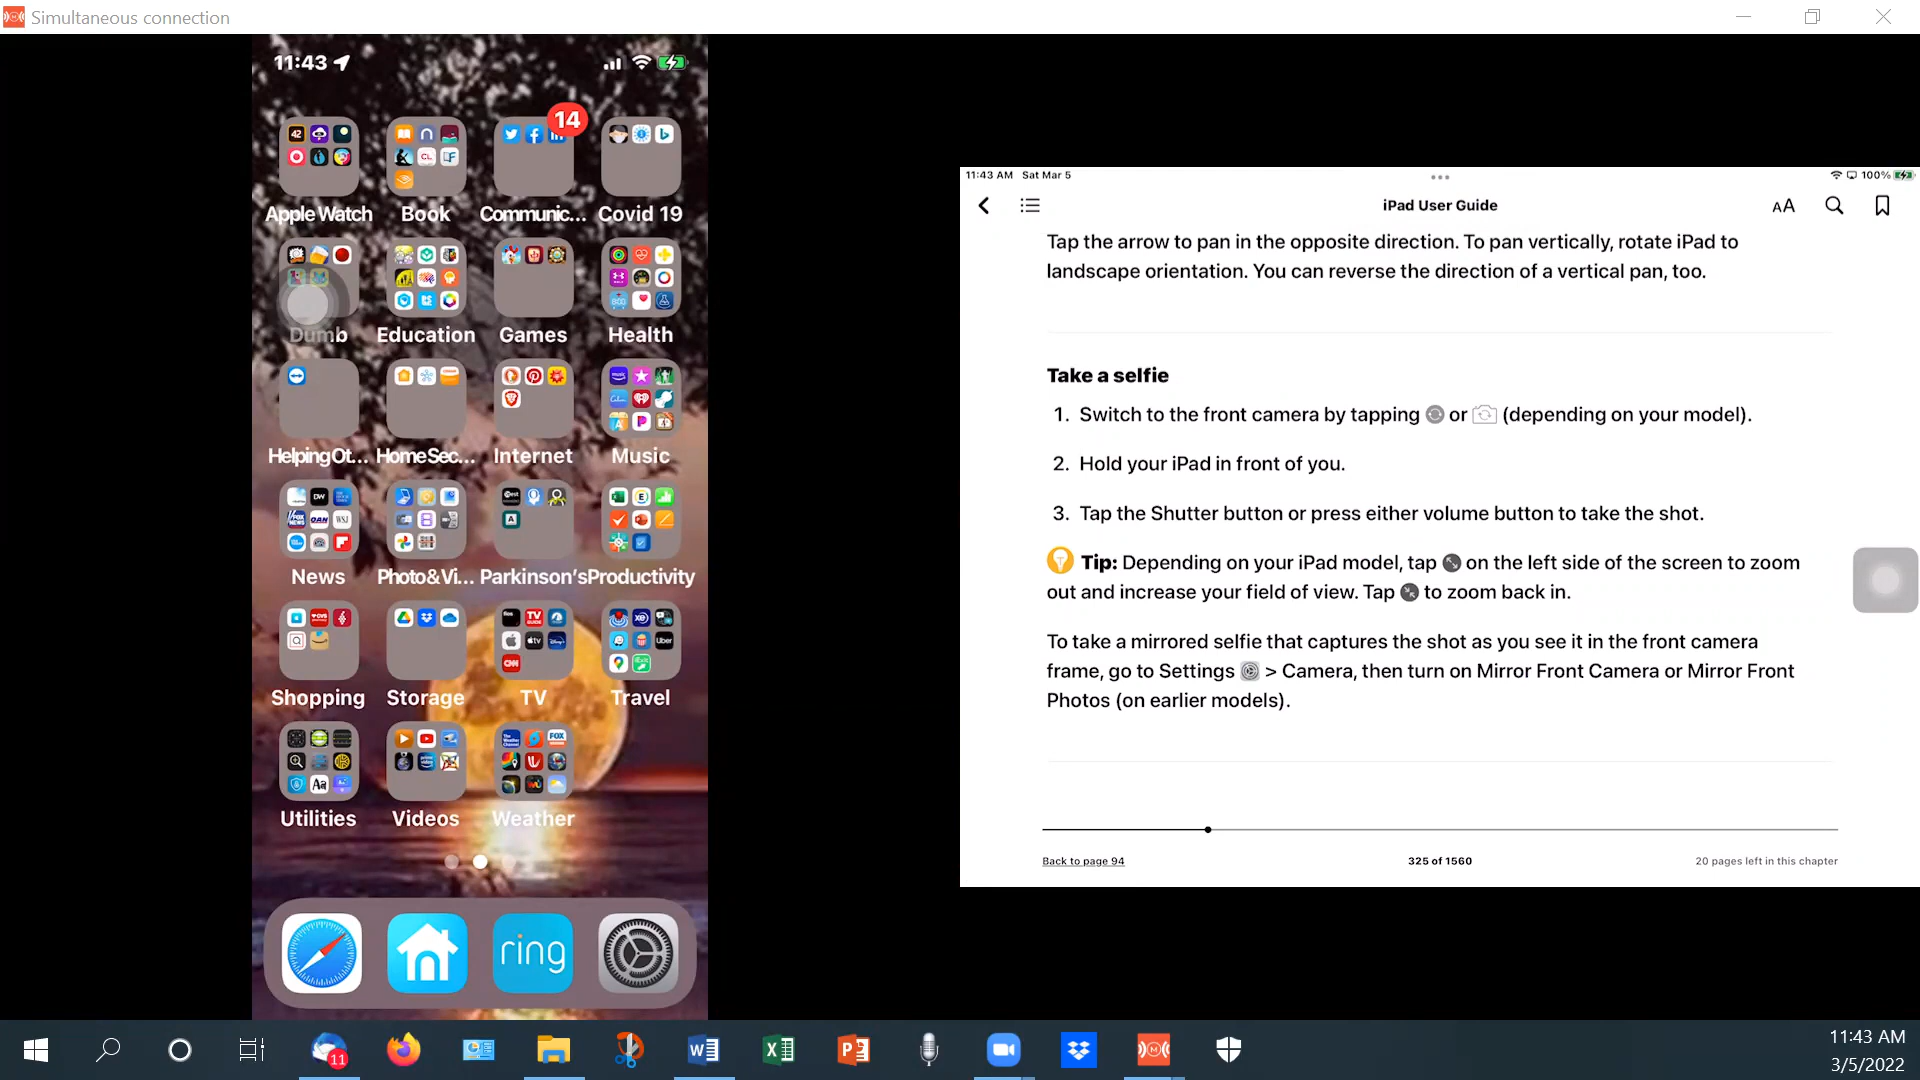 Simultaneous connection
11:43
14
Apple Watch Book Communic... Covid 19
Dumb Education Games Health
Helping Ot... Home Sec... Internet Music
News Photo & Vi... Parkinson's Productivity
Shopping Storage TV Travel
Utilities Videos Weather
ring
11:43 AM Sat Mar 5
100%
iPad User Guide
AA
Tap the arrow to pan in the opposite direction. To pan vertically, rotate iPad to
landscape orientation. You can reverse the direction of a vertical pan, too.
Take a selfie
1. Switch to the front camera by tapping or (depending on your model).
2. Hold your iPad in front of you.
3. Tap the Shutter button or press either volume button to take the shot.
Tip: Depending on your iPad model, tap on the left side of the screen to zoom
out and increase your field of view. Tap to zoom back in.
To take a mirrored selfie that captures the shot as you see it in the front camera
frame, go to Settings > Camera, then turn on Mirror Front Camera or Mirror Front
Photos (on earlier models).
Back to page 94 325 of 1560 20 pages left in this chapter
11
11:43 AM
3/5/2022